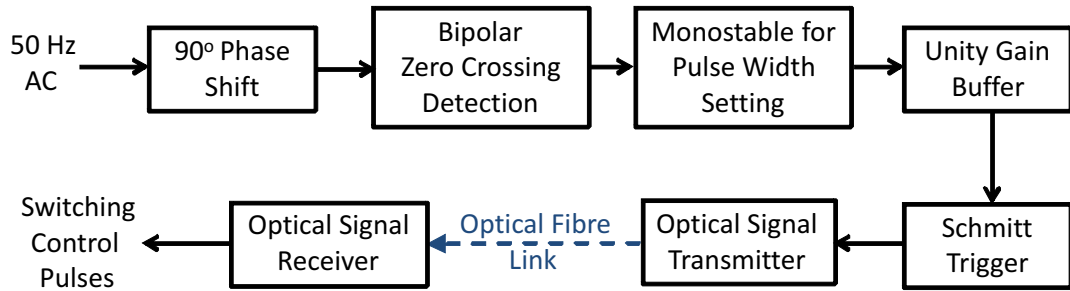 50 Hz
AC
90º Phase
Shift
Bipolar
Zero Crossing
Detection
Monostable for
Pulse Width
Setting
Unity Gain
Buffer
Schmitt
Trigger
Optical Signal
Transmitter
Optical Fibre
Link
Optical Signal
Receiver
Switching
Control
Pulses